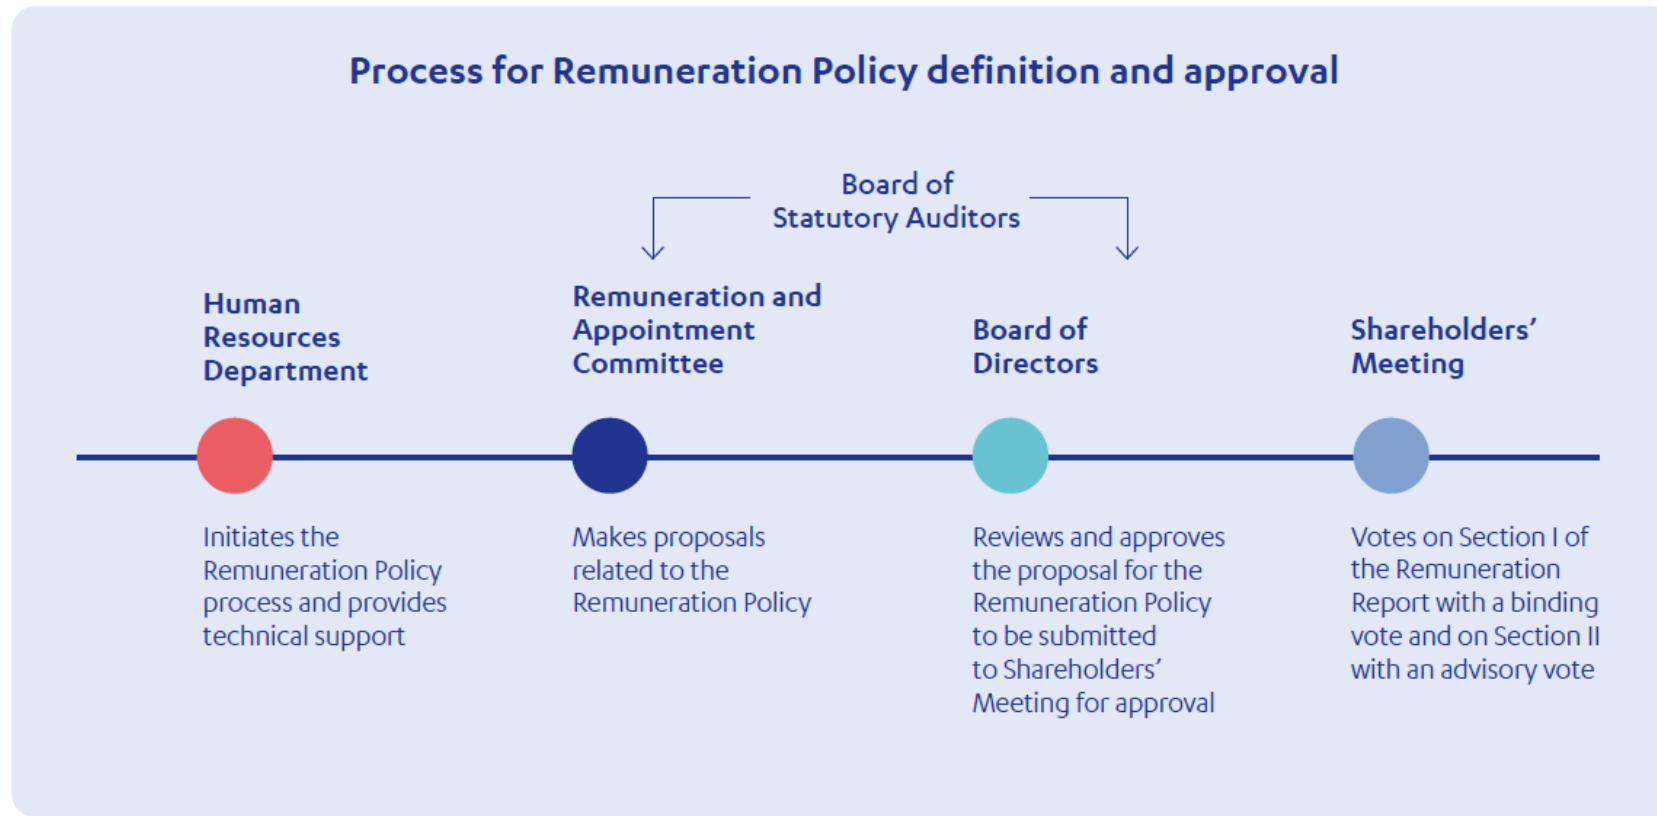 Process for Remuneration Policy definition and approval
Board of
Statutory Auditors
Human
Resources
Department
Initiates the
Remuneration Policy
process and provides
technical support
Remuneration and
Appointment
Committee
Makes proposals
related to the
Remuneration Policy
Board of
Directors
Reviews and approves
the proposal for the
Remuneration Policy
to be submitted
to Shareholders’
Meeting for approval
Shareholders’
Meeting
Votes on Section I of
the Remuneration
Report with a binding
vote and on Section II
with an advisory vote